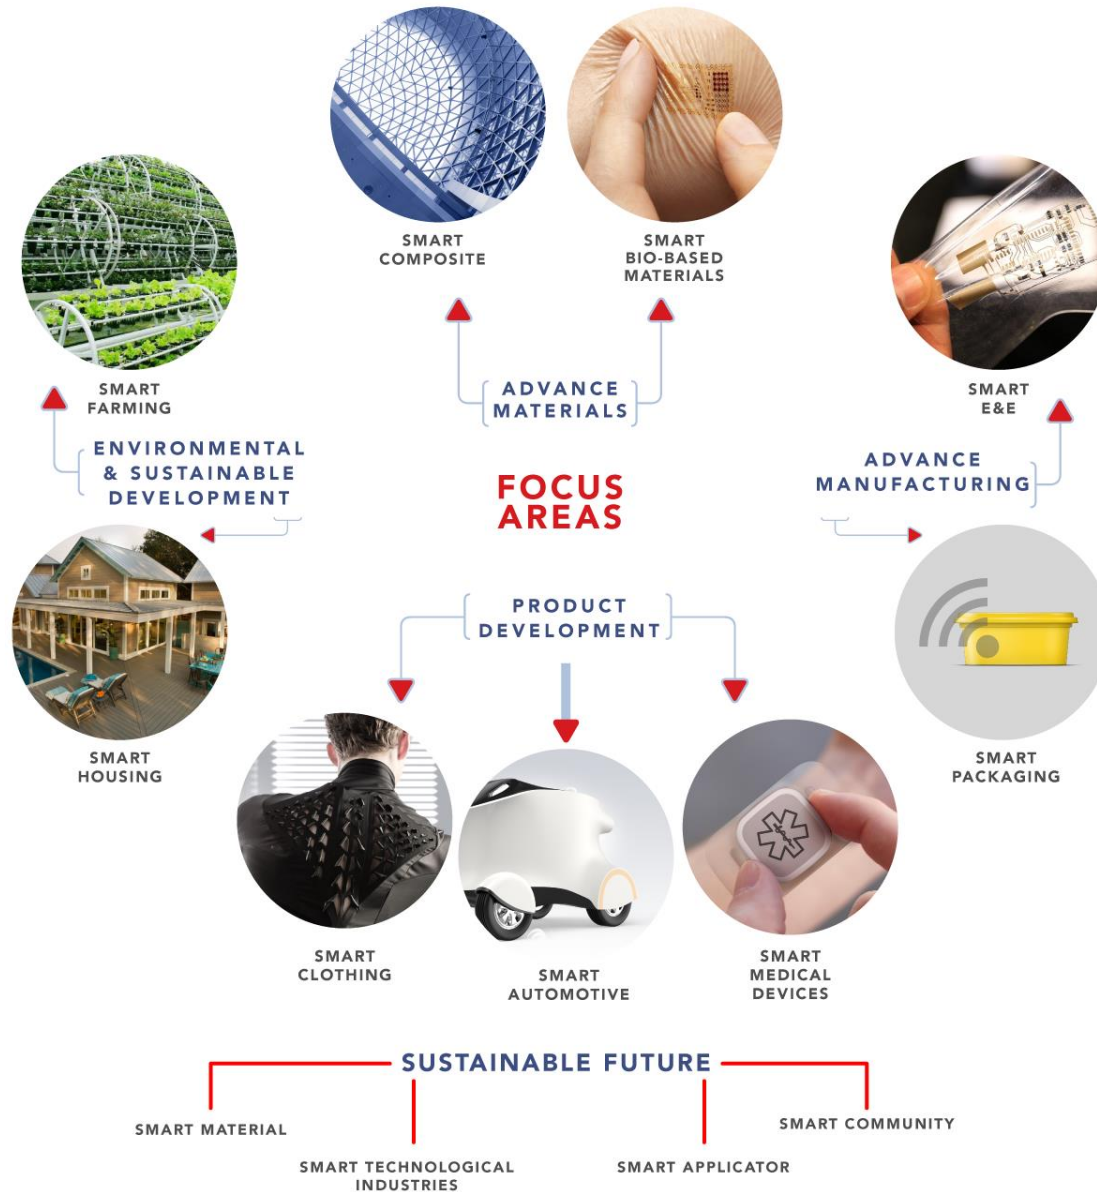 SMART
COMPOSITE
SMART
BIO-BASED
MATERIALS
SMART
FARMING
ADVANCE
MATERIALS
SMART
E&E
ENVIRONMENTAL
& SUSTAINABLE
DEVELOPMENT
FOCUS
AREAS
ADVANCE
MANUFACTURING
PRODUCT
DEVELOPMENT
SMART
HOUSING
SMART
PACKAGING
SMART
CLOTHING
SMART
AUTOMOTIVE
SMART
MEDICAL
DEVICES
SUSTAINABLE FUTURE
SMART MATERIAL
SMART TECHNOLOGICAL
INDUSTRIES
SMART APPLICATOR
SMART COMMUNITY